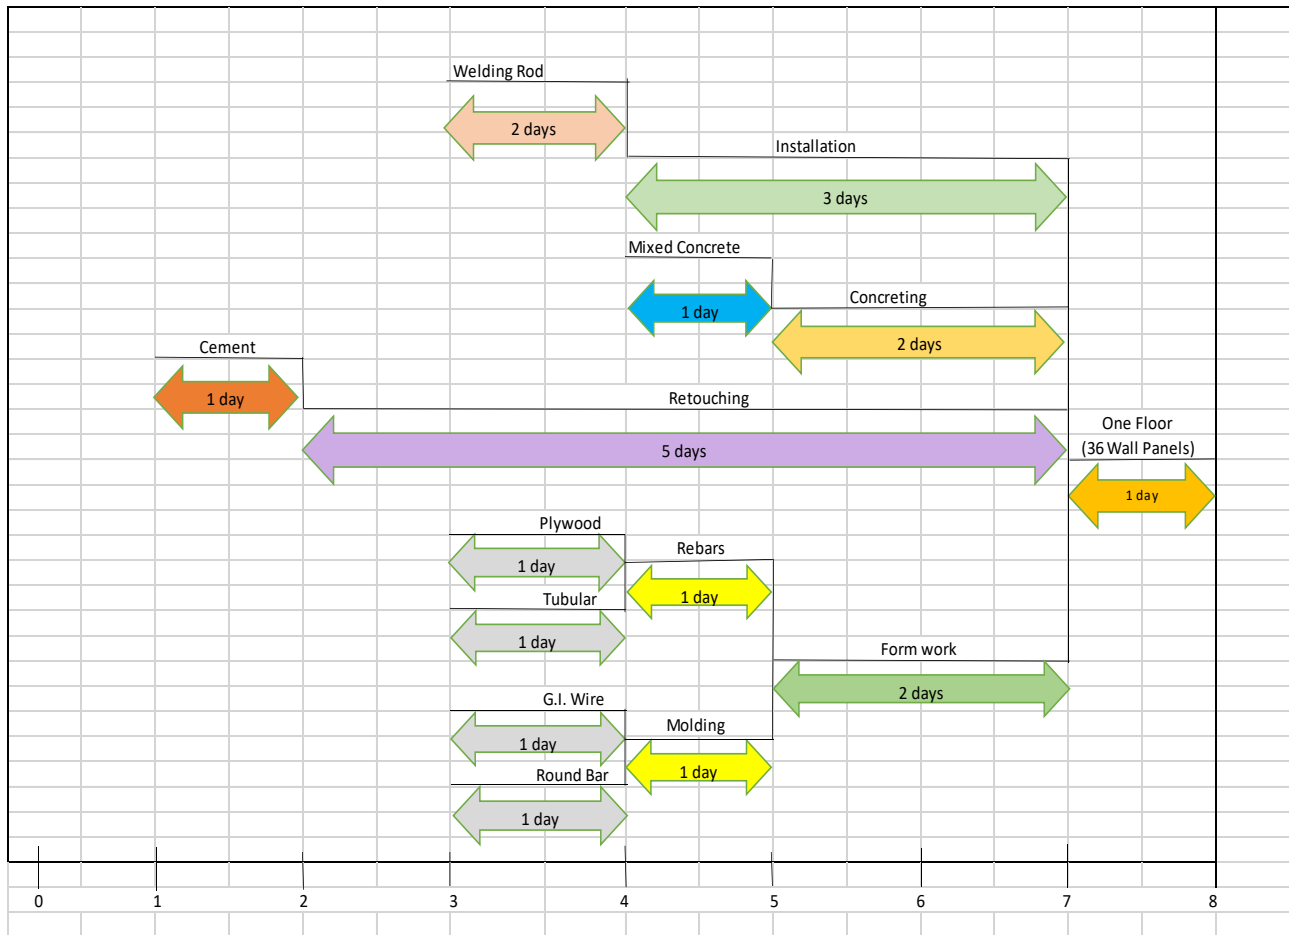 Welding Rod
2 days
Installation
3 days
Mixed Concrete
1 day
Concreting
2 days
Cement
1 day
Retouching
5 days
One Floor
(36 Wall Panels)
1 day
Plywood
1 day
Rebars
1 day
Tubular
1 day
Form work
2 days
G.I. Wire
1 day
Molding
1 day
Round Bar
1 day
0 1 2 3 4 5 6 7 8